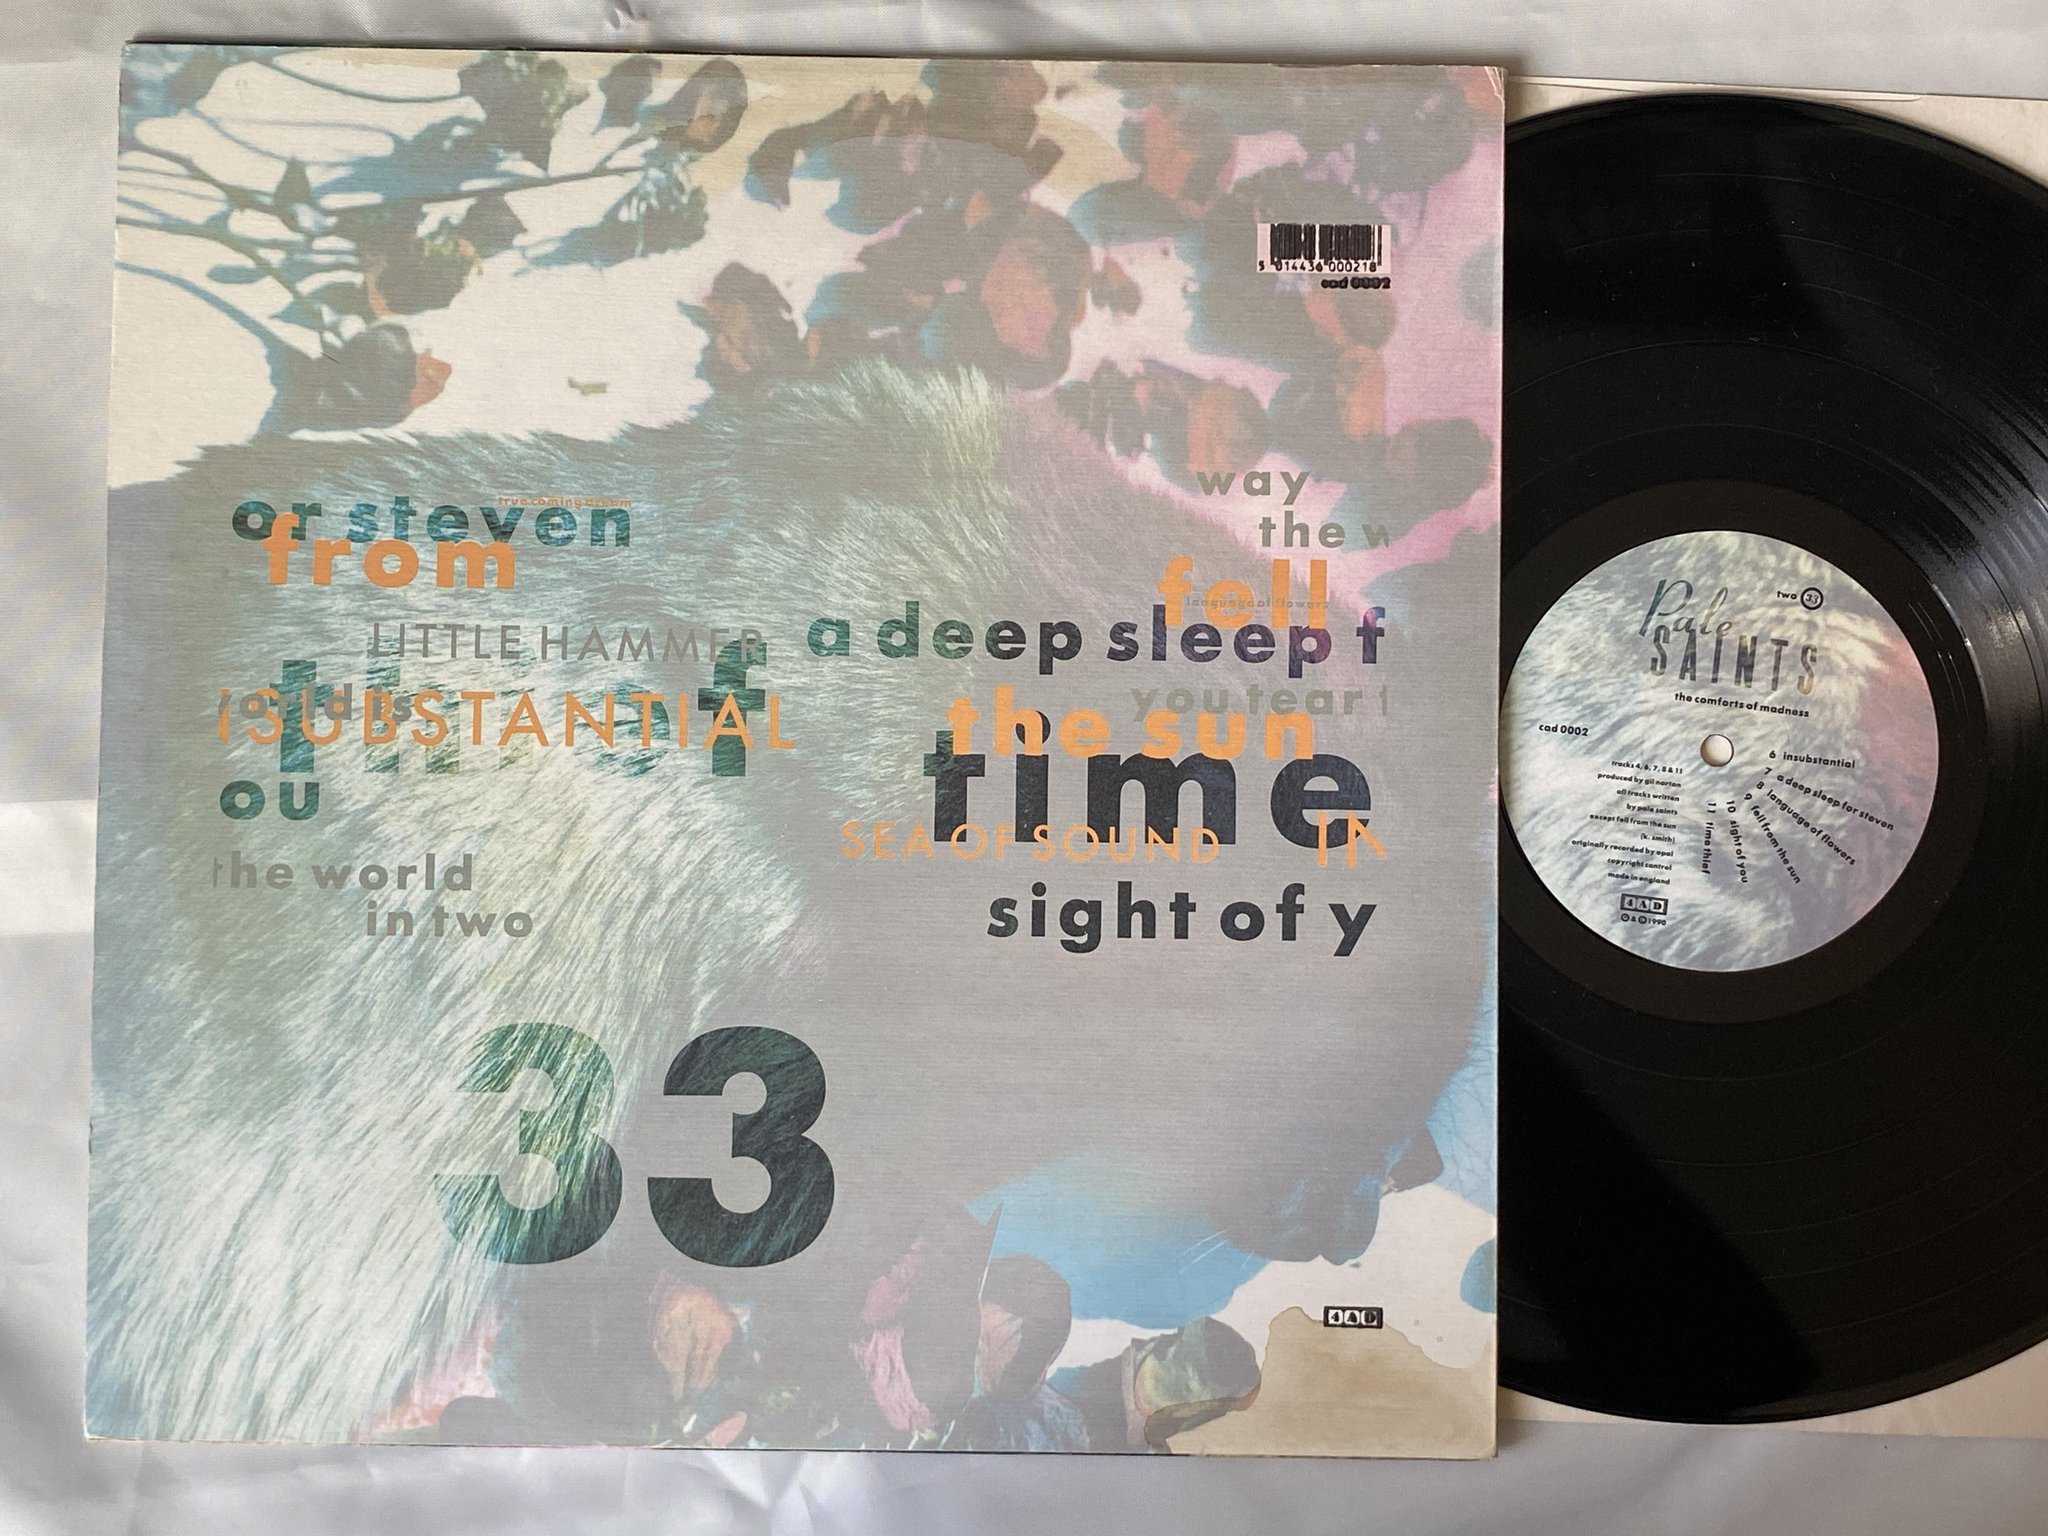 5 014436 000218
cad 0002
true coming dream
or steven
from
LITTLE HAMMER
thief
world is
NSUBSTANTIAL
ou
the world
in two
way
the w
fell
language of flowers
a deep sleep f
you tear t
the sun
time
SEA OF SOUND IN
sight of y
33
4AD
Pale
SAINTS
two 33
the comforts of madness
cad 0002
6 insubstantial
7 a deep sleep for steven
8 language of flowers
9 fell from the sun
10 sight of you
11 time thief
tracks 4, 6, 7, 8 & 11
produced by gil norton
all tracks written
by pale saints
except fell from the sun
(k. smith)
originally recorded by opal
copyright control
made in england
4AD
© & ℗ 1990